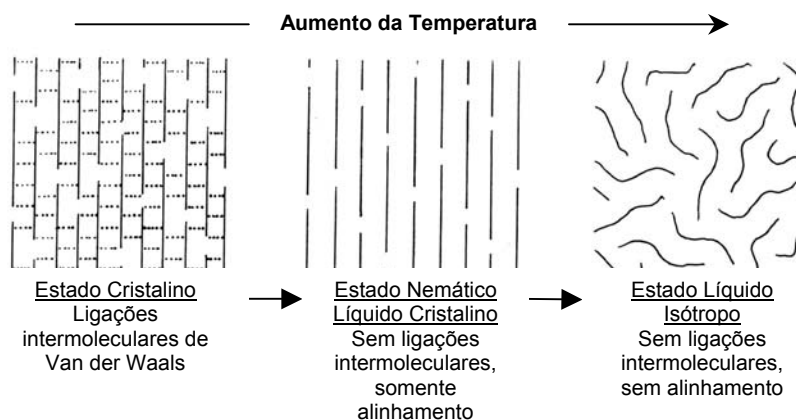 Aumento da Temperatura
Estado Cristalino
Ligações
intermoleculares de
Van der Waals
Estado Nemático
Líquido Cristalino
Sem ligações
intermoleculares,
somente
alinhamento
Estado Líquido
Isótropo
Sem ligações
intermoleculares,
sem alinhamento